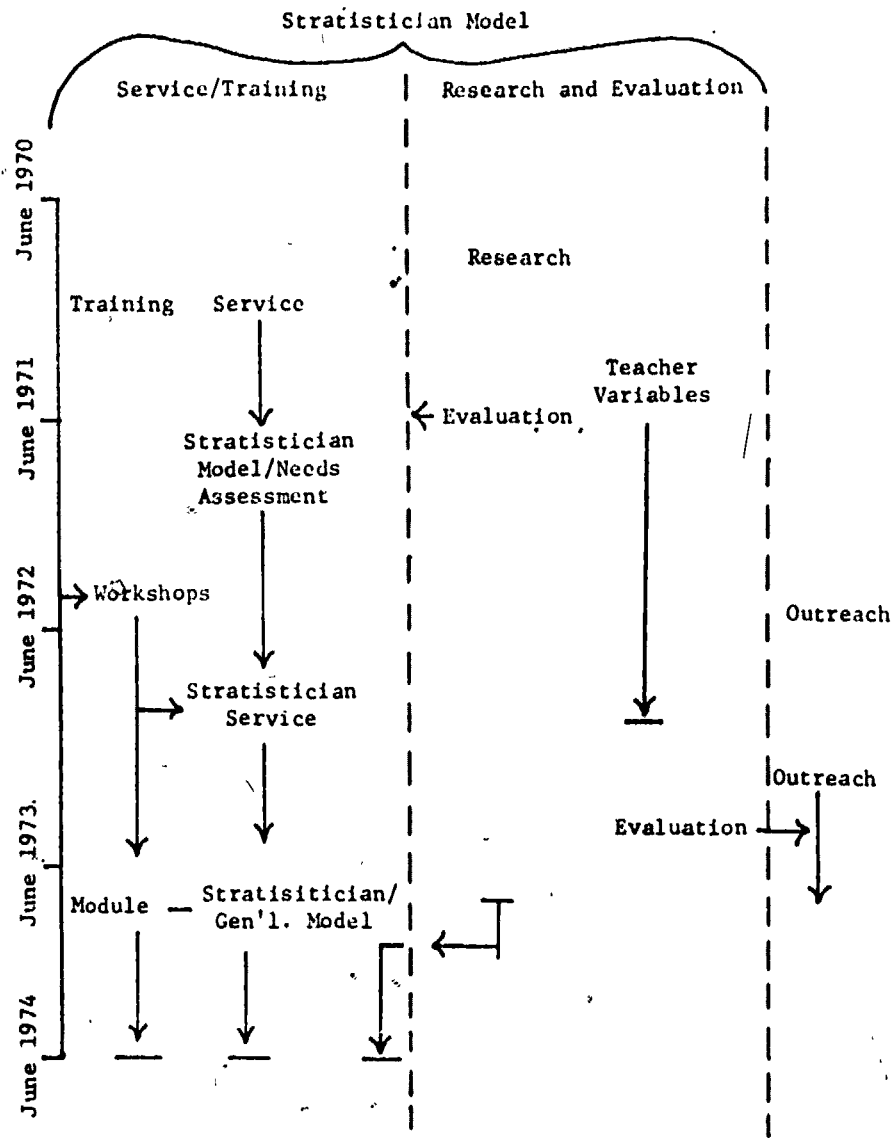 Stratistician Model
Service/Training
Research and Evaluation
June 1970
Research
Training Service
June 1971
Teacher
Variables
Evaluation
Stratistician
Model/Needs
Assessment
June 1972
Workshops
Outreach
Stratistician
Service
Outreach
June 1973.
Evaluation
Module
Stratisitician/
Gen'l. Model
June 1974